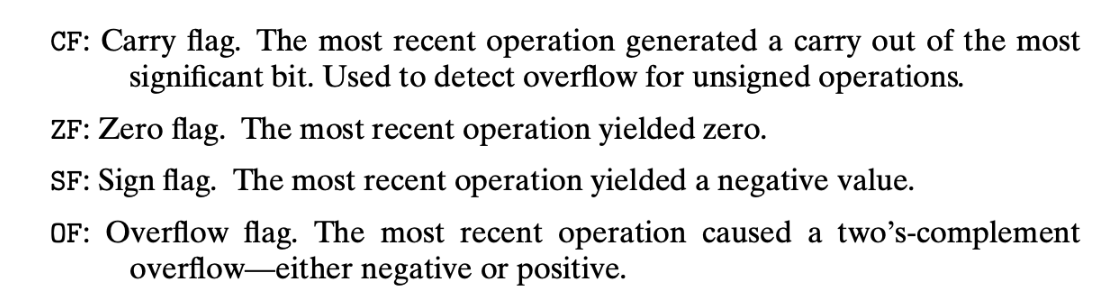 CF: Carry flag. The most recent operation generated a carry out of the most
significant bit. Used to detect overflow for unsigned operations.
ZF: Zero flag. The most recent operation yielded zero.
SF: Sign flag. The most recent operation yielded a negative value.
OF: Overflow flag. The most recent operation caused a two’s-complement
overflow—either negative or positive.